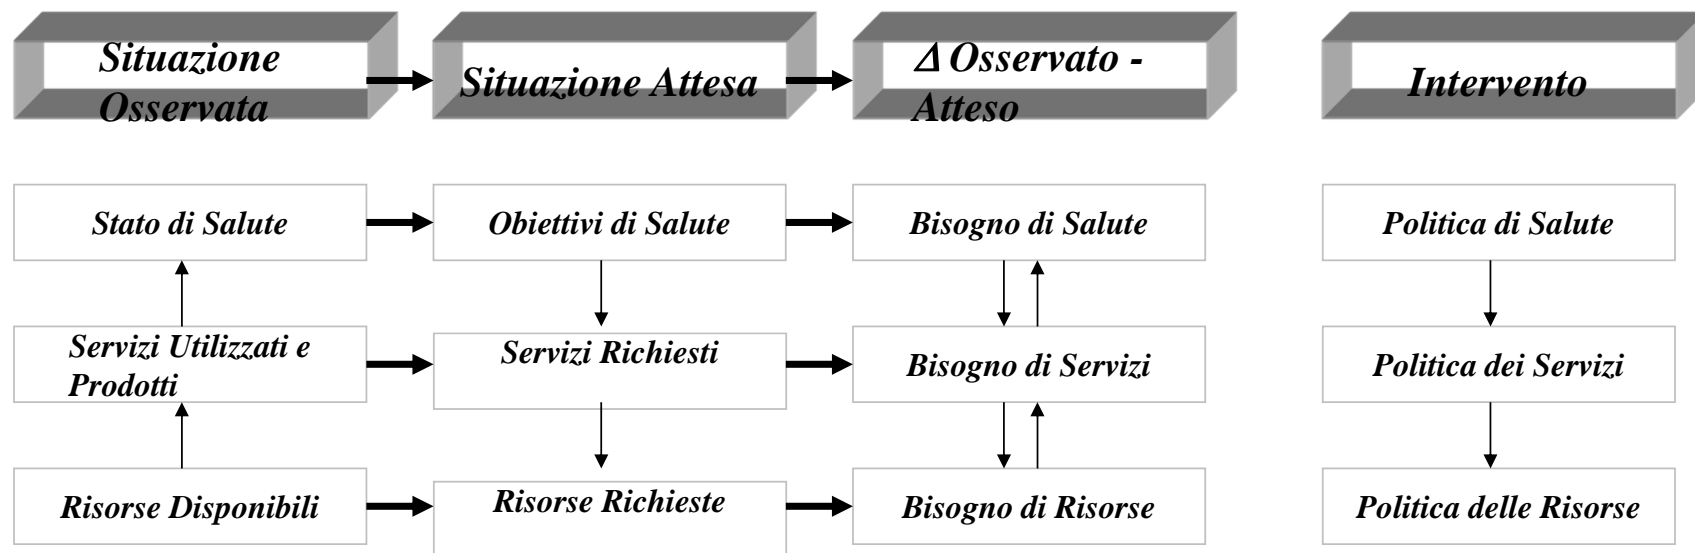 Situazione
Osservata
Situazione Attesa
Δ Osservato -
Atteso
Intervento
Stato di Salute
Obiettivi di Salute
Bisogno di Salute
Politica di Salute
Servizi Utilizzati e
Prodotti
Servizi Richiesti
Bisogno di Servizi
Politica dei Servizi
Risorse Disponibili
Risorse Richieste
Bisogno di Risorse
Politica delle Risorse